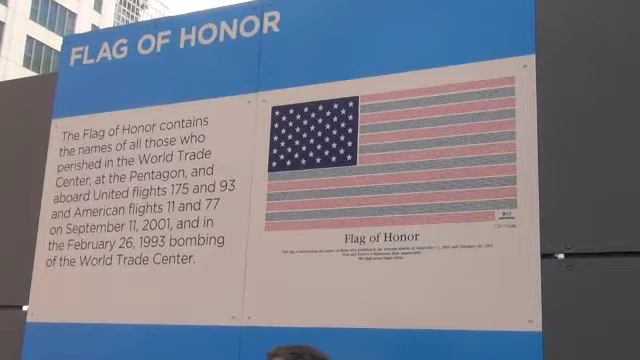 FLAG OF HONOR
The Flag of Honor contains
the names of all those who
perished in the World Trade
Center, at the Pentagon, and
aboard United flights 175 and 93
and American flights 11 and 77
on September 11, 2001, and in
the February 26, 1993 bombing
of the World Trade Center.
Flag of Honor